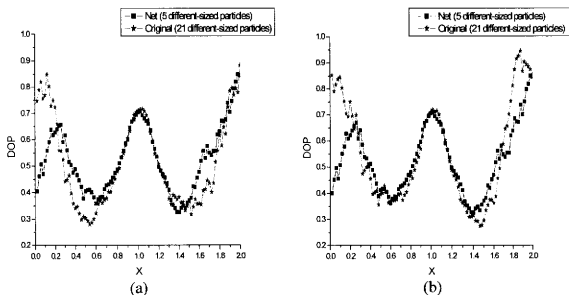 Net (5 different-sized particles)
Original (21 different-sized particles)
1.0
0.9
0.8
0.7
0.6
0.5
0.4
0.3
0.2
DOP
0.0 0.2 0.4 0.6 0.8 1.0 1.2 1.4 1.6 1.8 2.0
X
(a)
Net (5 different-sized particles)
Original (21 different-sized particles)
1.0
0.9
0.8
0.7
0.6
0.5
0.4
0.3
0.2
DOP
0.0 0.2 0.4 0.6 0.8 1.0 1.2 1.4 1.6 1.8 2.0
X
(b)